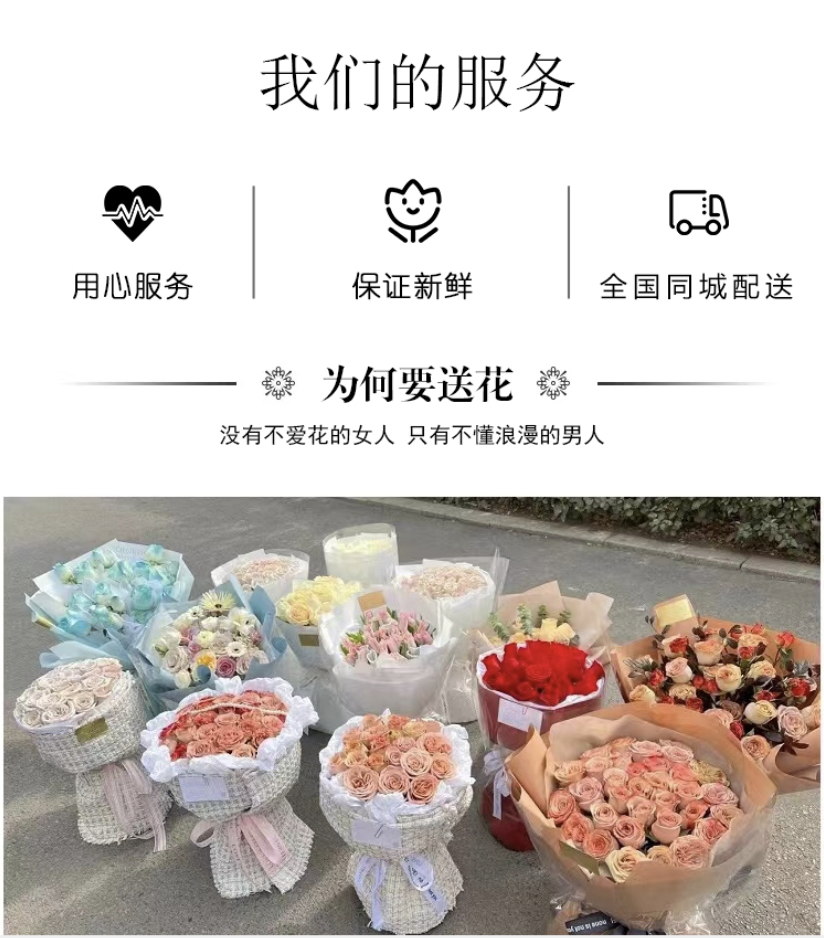 我们的服务
用心服务
保证新鲜
全国同城配送
为何要送花
没有不爱花的女人 只有不懂浪漫的男人